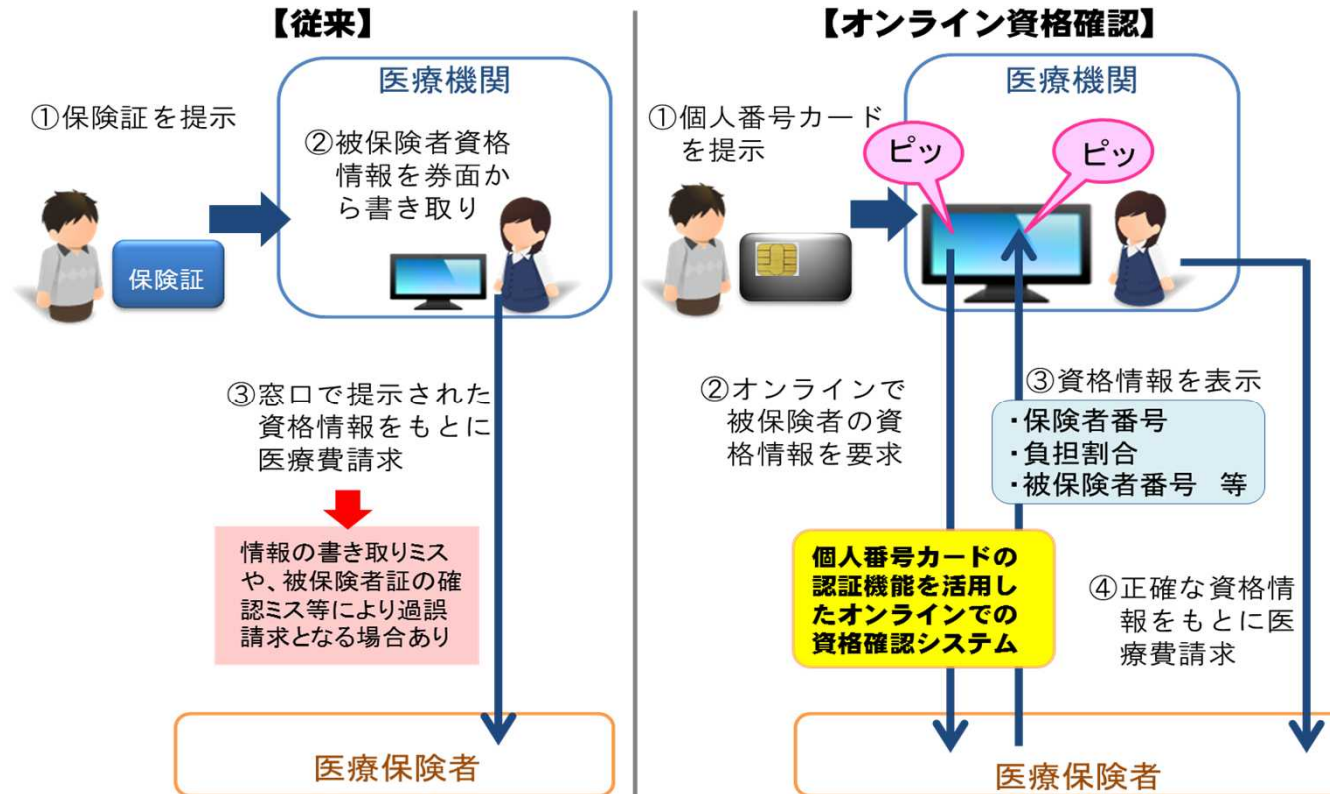 【従来】
医療機関
①保険証を提示
②被保険者資格
情報を券面か
ら書き取り
保険証
③窓口で提示された
資格情報をもとに
医療費請求
情報の書き取りミス
や、被保険者証の確
認ミス等により過誤
請求となる場合あり
医療保険者
【オンライン資格確認】
医療機関
①個人番号カード
を提示
ピッ
ピッ
②オンラインで
被保険者の資
格情報を要求
③資格情報を表示
・保険者番号
・負担割合
・被保険者番号 等
個人番号カードの
認証機能を活用し
たオンラインでの
資格確認システム
④正確な資格情
報をもとに医
療費請求
医療保険者